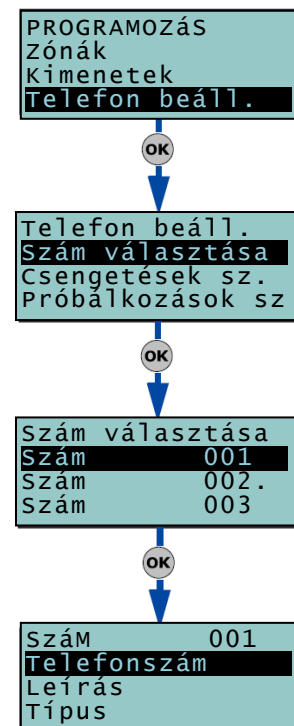 PROGRAMOZáS
Zónák
Kimenetek
Telefon beáll.
OK
Telefon beáll.
Szám választása
Csengetések sz.
Próbálkozások sz
OK
Szám választása
Szám 001
Szám 002.
Szám 003
OK
SzáM 001
Telefonszám
Leírás
Típus